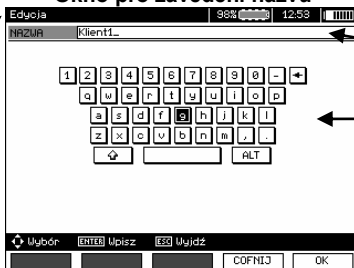 Okno pro zavedení názvu
Edycja 98% 12:53
NAZWA Klient1_
1 2 3 4 5 6 7 8 9 0 -
q w e r t y u i o p
a s d f g h j k l
z x c v b n m , .
ALT
Wybór ENTER Wpisz ESC Wyjdź
COFNIJ OK